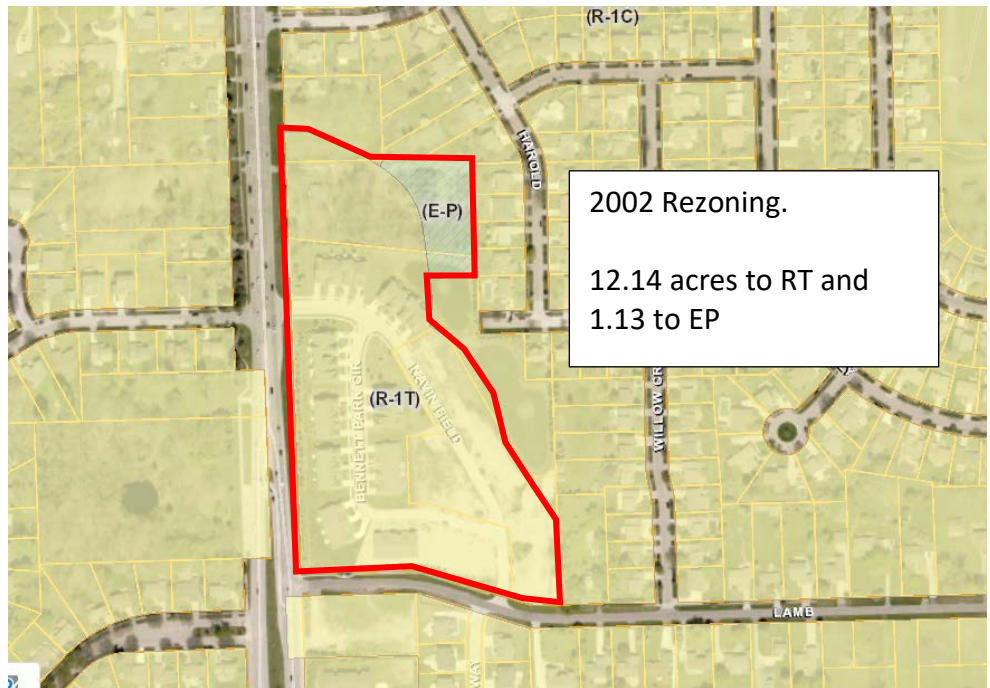 (R-1C)
HAROLD
(E-P)
2002 Rezoning.
12.14 acres to RT and
1.13 to EP
(R-1T)
BENNETT PARK CIR
NAVIN FIELD
WILLOW CR
LAMB
WAY